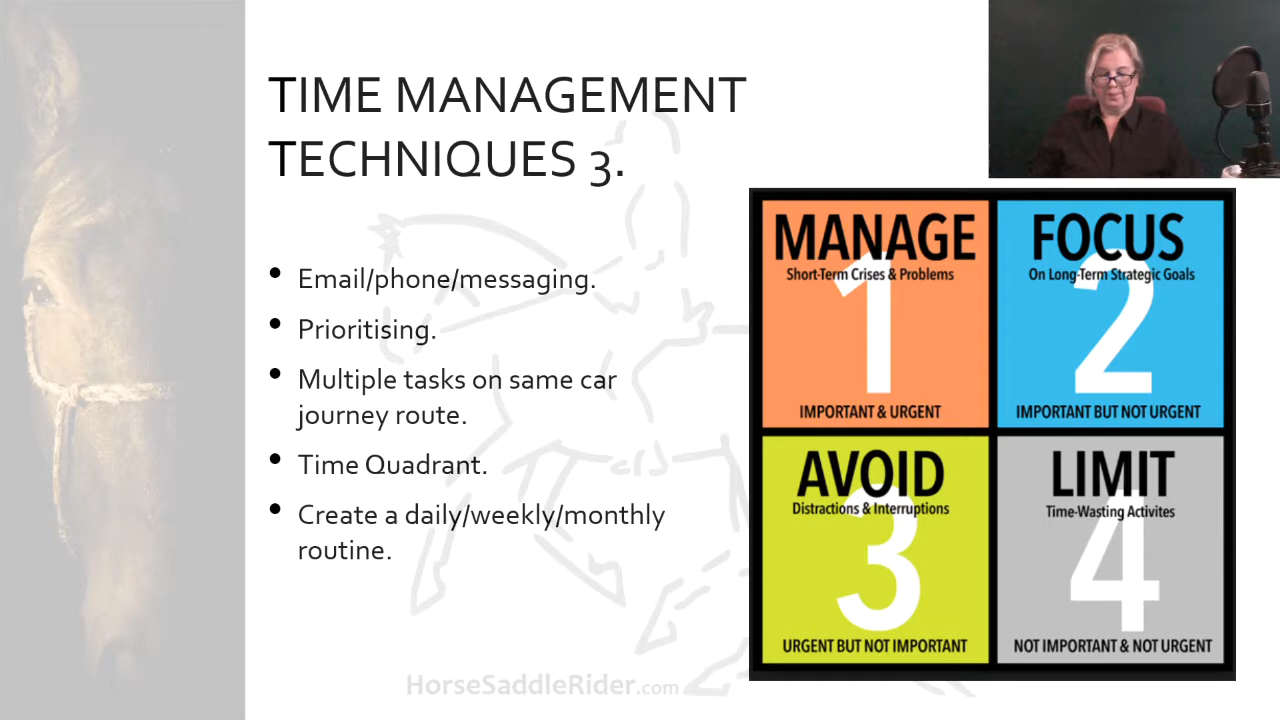 TIME MANAGEMENT
TECHNIQUES 3.
• Email/phone/messaging.
• Prioritising.
• Multiple tasks on same car
journey route.
• Time Quadrant.
• Create a daily/weekly/monthly
routine.
MANAGE
Short-Term Crises & Problems
1
IMPORTANT & URGENT
FOCUS
On Long-Term Strategic Goals
2
IMPORTANT BUT NOT URGENT
AVOID
Distractions & Interruptions
3
URGENT BUT NOT IMPORTANT
LIMIT
Time-Wasting Activites
4
NOT IMPORTANT & NOT URGENT
HorseSaddleRider.com